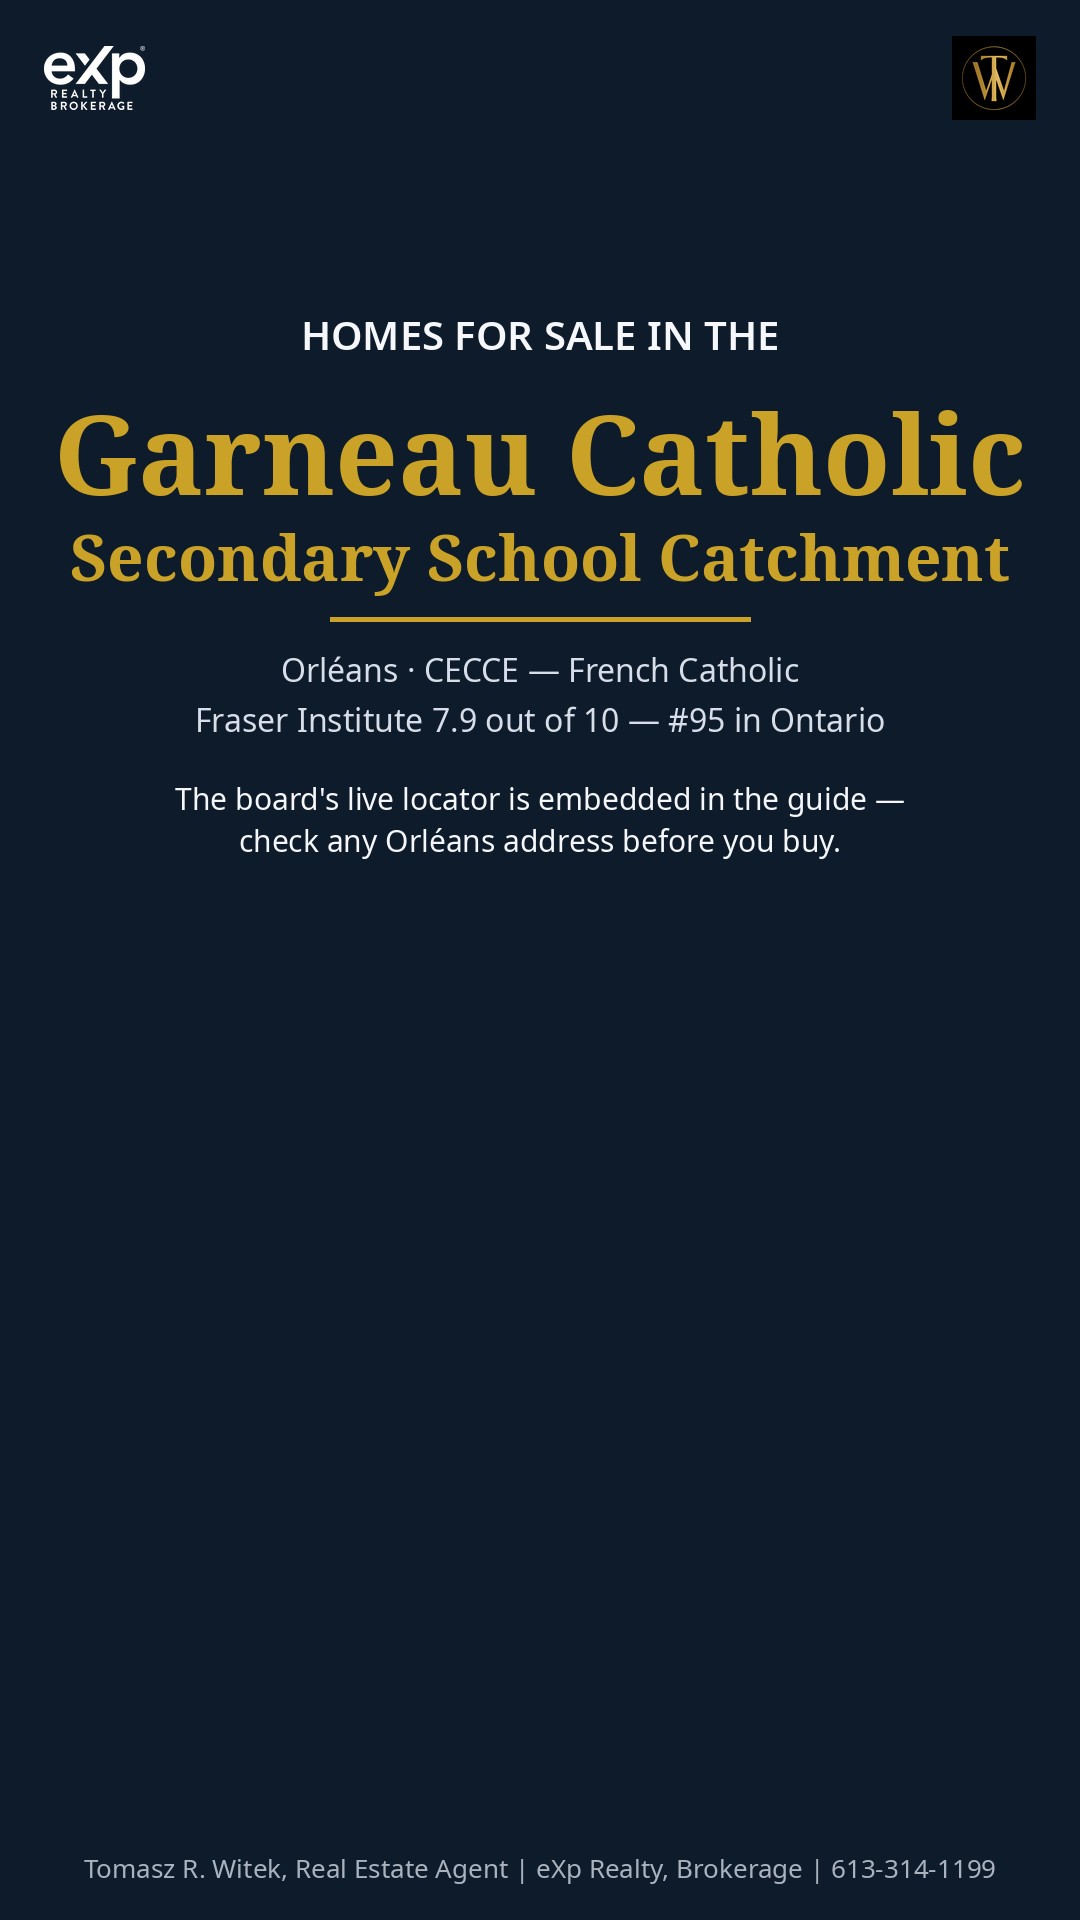 eXp®
REALTY
BROKERAGE
TW
HOMES FOR SALE IN THE
Garneau Catholic
Secondary School Catchment
Orléans · CECCE — French Catholic
Fraser Institute 7.9 out of 10 — #95 in Ontario
The board's live locator is embedded in the guide —
check any Orléans address before you buy.
Tomasz R. Witek, Real Estate Agent | eXp Realty, Brokerage | 613-314-1199